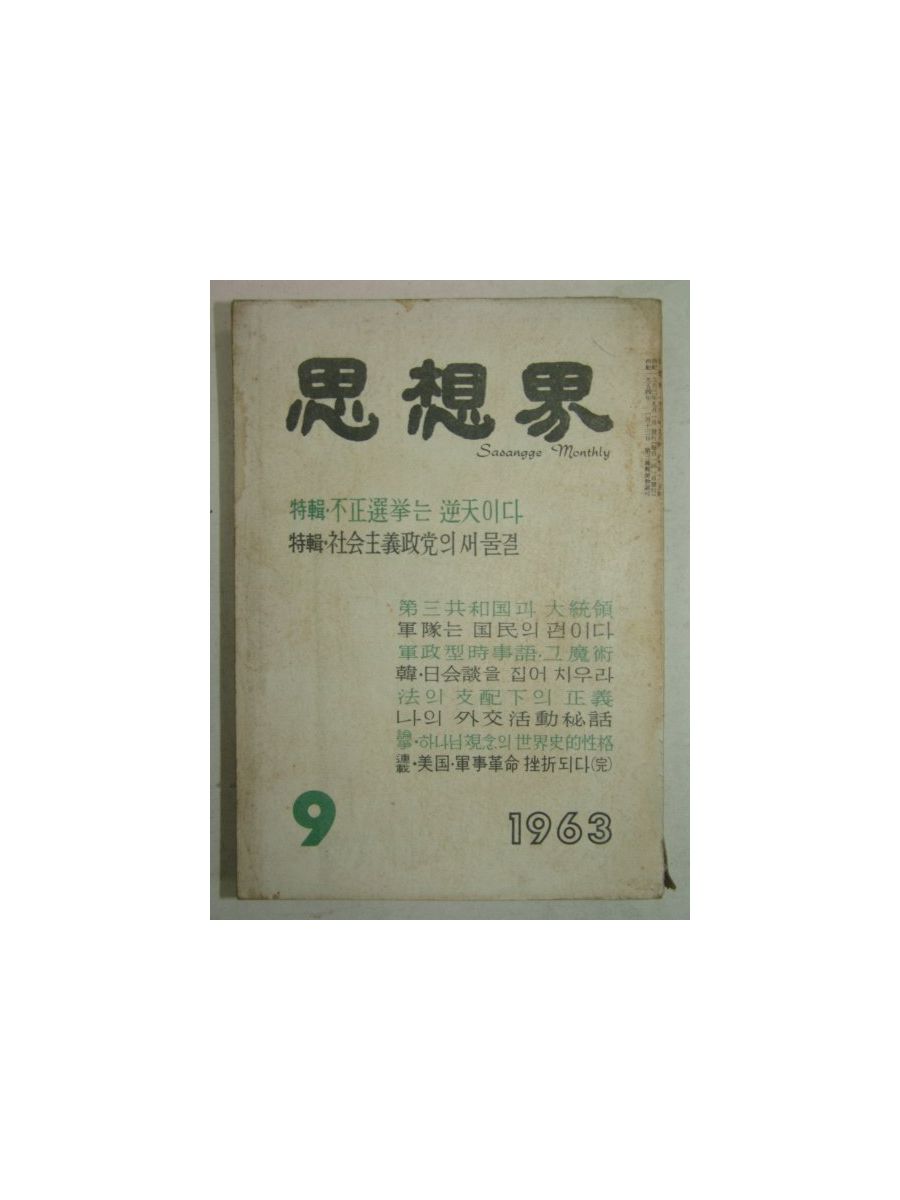 思想界
Sasangge Monthly
特輯·不正選挙는 逆天이다
特輯·社会主義政党의 새 물결
第三共和国과 大統領
軍隊는 国民의 편이다
軍政型時事語·그 魔術
韓·日会談을 집어 치우라
法의 支配下의 正義
나의 外交活動秘話
論争·하나님 観念의 世界史的性格
連載·美国·軍事革命 挫折되다(完)
9
1963